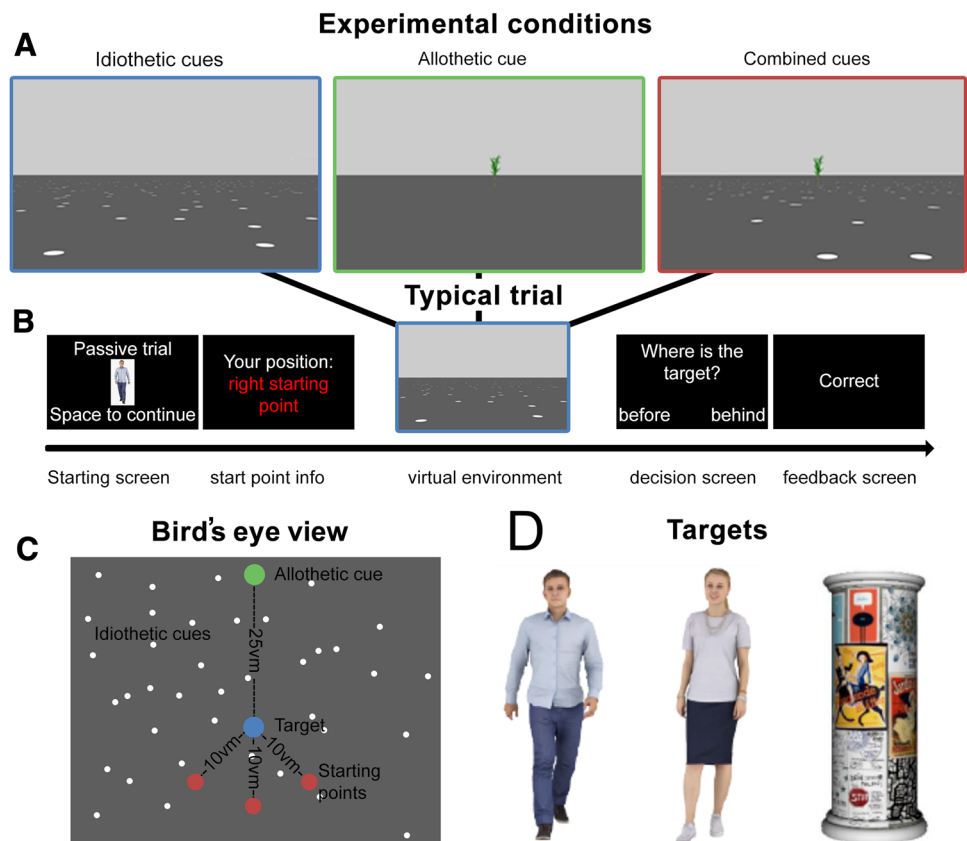 Experimental conditions
A
Idiothetic cues
Allothetic cue
Combined cues
Typical trial
B
Passive trial
Space to continue
Your position:
right starting
point
Where is the
target?
before behind
Correct
Starting screen
start point info
virtual environment
decision screen
feedback screen
Bird's eye view
C
Allothetic cue
Idiothetic cues
25vm
Target
10vm
10vm
10vm
Starting
points
D
Targets